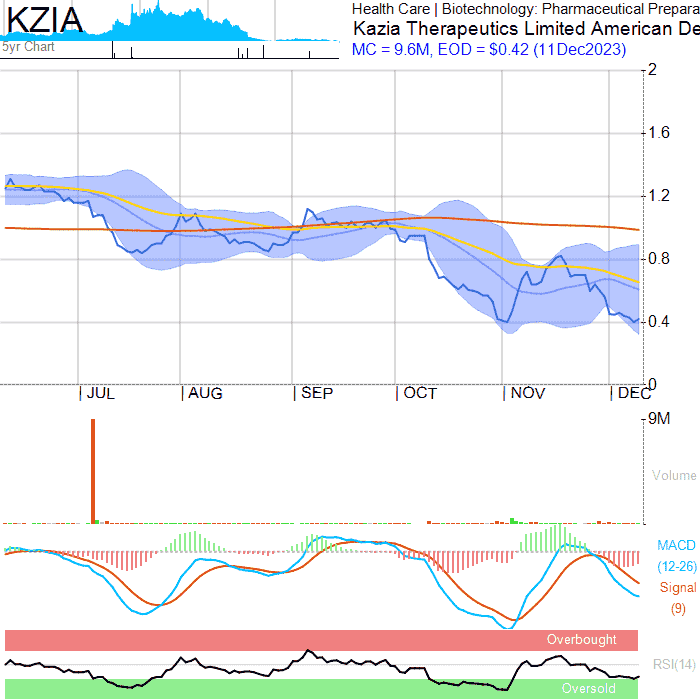 KZIA
5yr Chart
Health Care | Biotechnology: Pharmaceutical Prepara
Kazia Therapeutics Limited American De
MC = 9.6M, EOD = $0.42 (11Dec2023)
2
1.6
1.2
0.8
0.4
0
JUL AUG SEP OCT NOV DEC
9M
Volume
MACD
(12-26)
Signal
(9)
Overbought
RSI(14)
Oversold